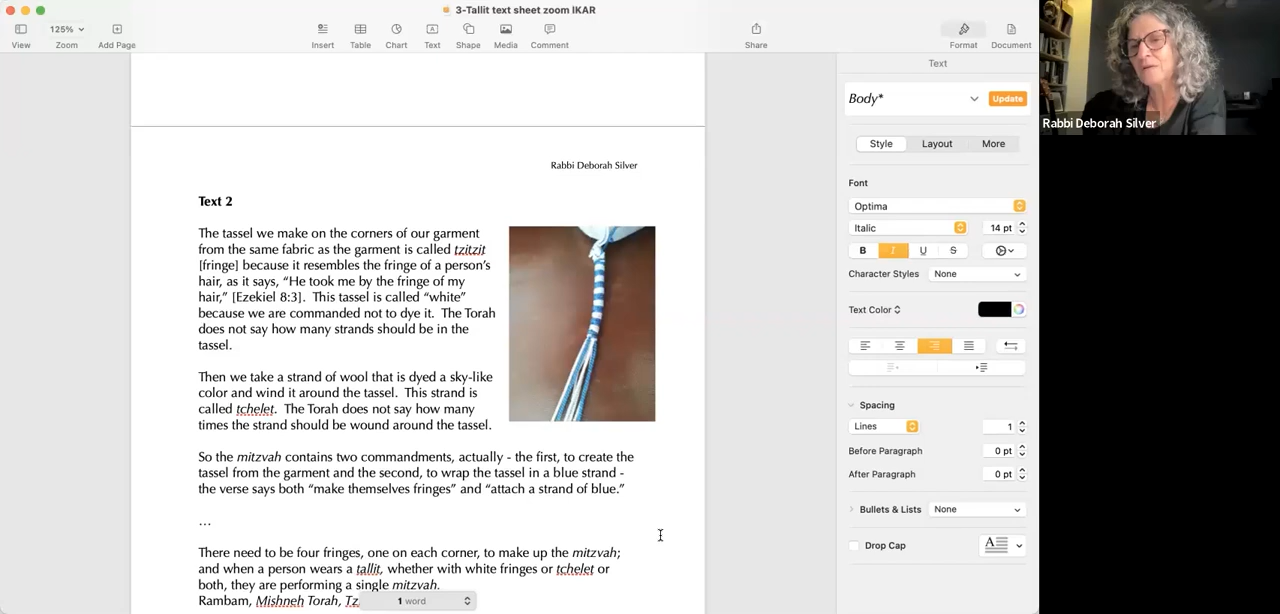 3-Tallit text sheet zoom IKAR
125%
View
Zoom
Add Page
Insert
Table
Chart
Text
Shape
Media
Comment
Share
Format
Document
Text
Body*
Update
Style
Layout
More
Font
Optima
Italic
14 pt
B I U S
Character Styles
None
Text Color
Spacing
Lines
1
Before Paragraph
0 pt
After Paragraph
0 pt
Bullets & Lists
None
Drop Cap
A
Rabbi Deborah Silver
Rabbi Deborah Silver
Text 2
The tassel we make on the corners of our garment
from the same fabric as the garment is called tzitzit
[fringe] because it resembles the fringe of a person's
hair, as it says, “He took me by the fringe of my
hair,” [Ezekiel 8:3].  This tassel is called “white”
because we are commanded not to dye it.  The Torah
does not say how many strands should be in the
tassel.
Then we take a strand of wool that is dyed a sky-like
color and wind it around the tassel.  This strand is
called tchelet.  The Torah does not say how many
times the strand should be wound around the tassel.
So the mitzvah contains two commandments, actually - the first, to create the
tassel from the garment and the second, to wrap the tassel in a blue strand -
the verse says both “make themselves fringes” and “attach a strand of blue.”
…
There need to be four fringes, one on each corner, to make up the mitzvah;
and when a person wears a tallit, whether with white fringes or tchelet or
both, they are performing a single mitzvah.
Rambam, Mishneh Torah, Tz
1 word